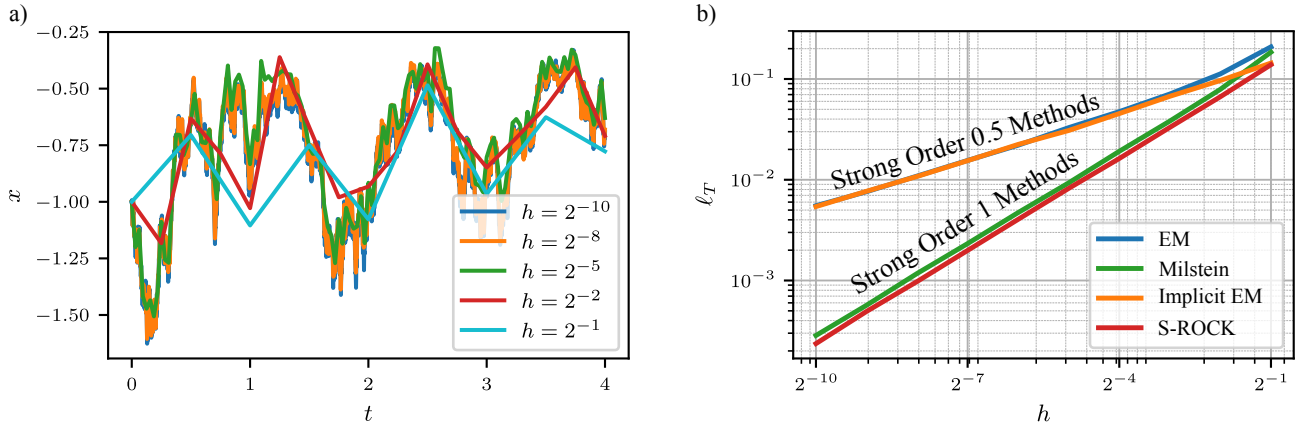 a)
−0.25
−0.50
−0.75
−1.00
−1.25
−1.50
x
0
1
2
3
4
t
h = 2⁻¹⁰
h = 2⁻⁸
h = 2⁻⁵
h = 2⁻²
h = 2⁻¹
b)
10⁻¹
10⁻²
10⁻³
ℓ_T
Strong Order 0.5 Methods
Strong Order 1 Methods
EM
Milstein
Implicit EM
S-ROCK
2⁻¹⁰
2⁻⁷
2⁻⁴
2⁻¹
h